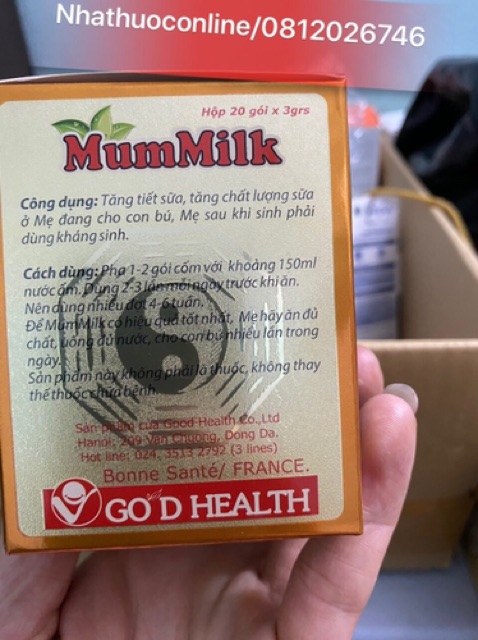 Nhathuoconline/0812026746
Hộp 20 gói x 3grs
MumMilk
Công dụng: Tăng tiết sữa, tăng chất lượng sữa
ở Mẹ đang cho con bú, Mẹ sau khi sinh phải
dùng kháng sinh.
Cách dùng: Pha 1-2 gói cốm với khoảng 150ml
nước ấm. Dùng 2-3 lần mỗi ngày trước khi ăn.
Nên dùng nhiều đợt 4-6 tuần.
Để MumMilk có hiệu quả tốt nhất, Mẹ hãy ăn đủ
chất, uống đủ nước, cho con bú nhiều lần trong
ngày.
Sản phẩm này không phải là thuốc, không thay
thế thuốc chữa bệnh
Sản phẩm của Good Health Co.,Ltd
Hanoi, 209 Văn Chương, Dong Da.
Hot line: 024. 3513 2792 (3 lines)
Bonne Santé/ FRANCE.
GO D HEALTH